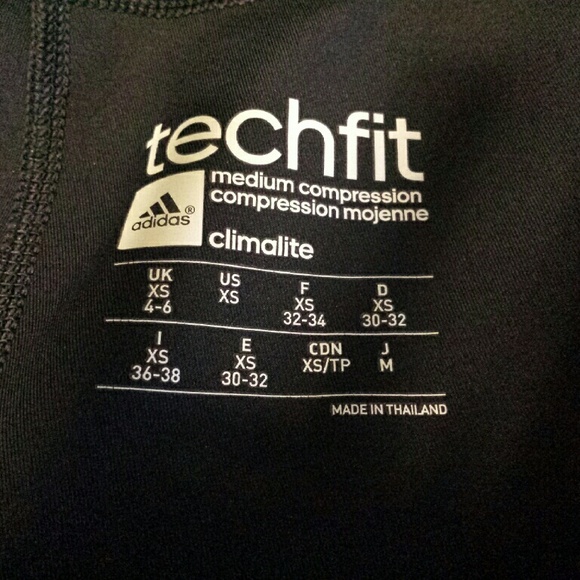 techfit
medium compression
compression mojenne
adidas®
climalite
UK US F D
XS XS XS XS
4-6 32-34 30-32
I E CDN J
XS XS XS/TP M
36-38 30-32
MADE IN THAILAND